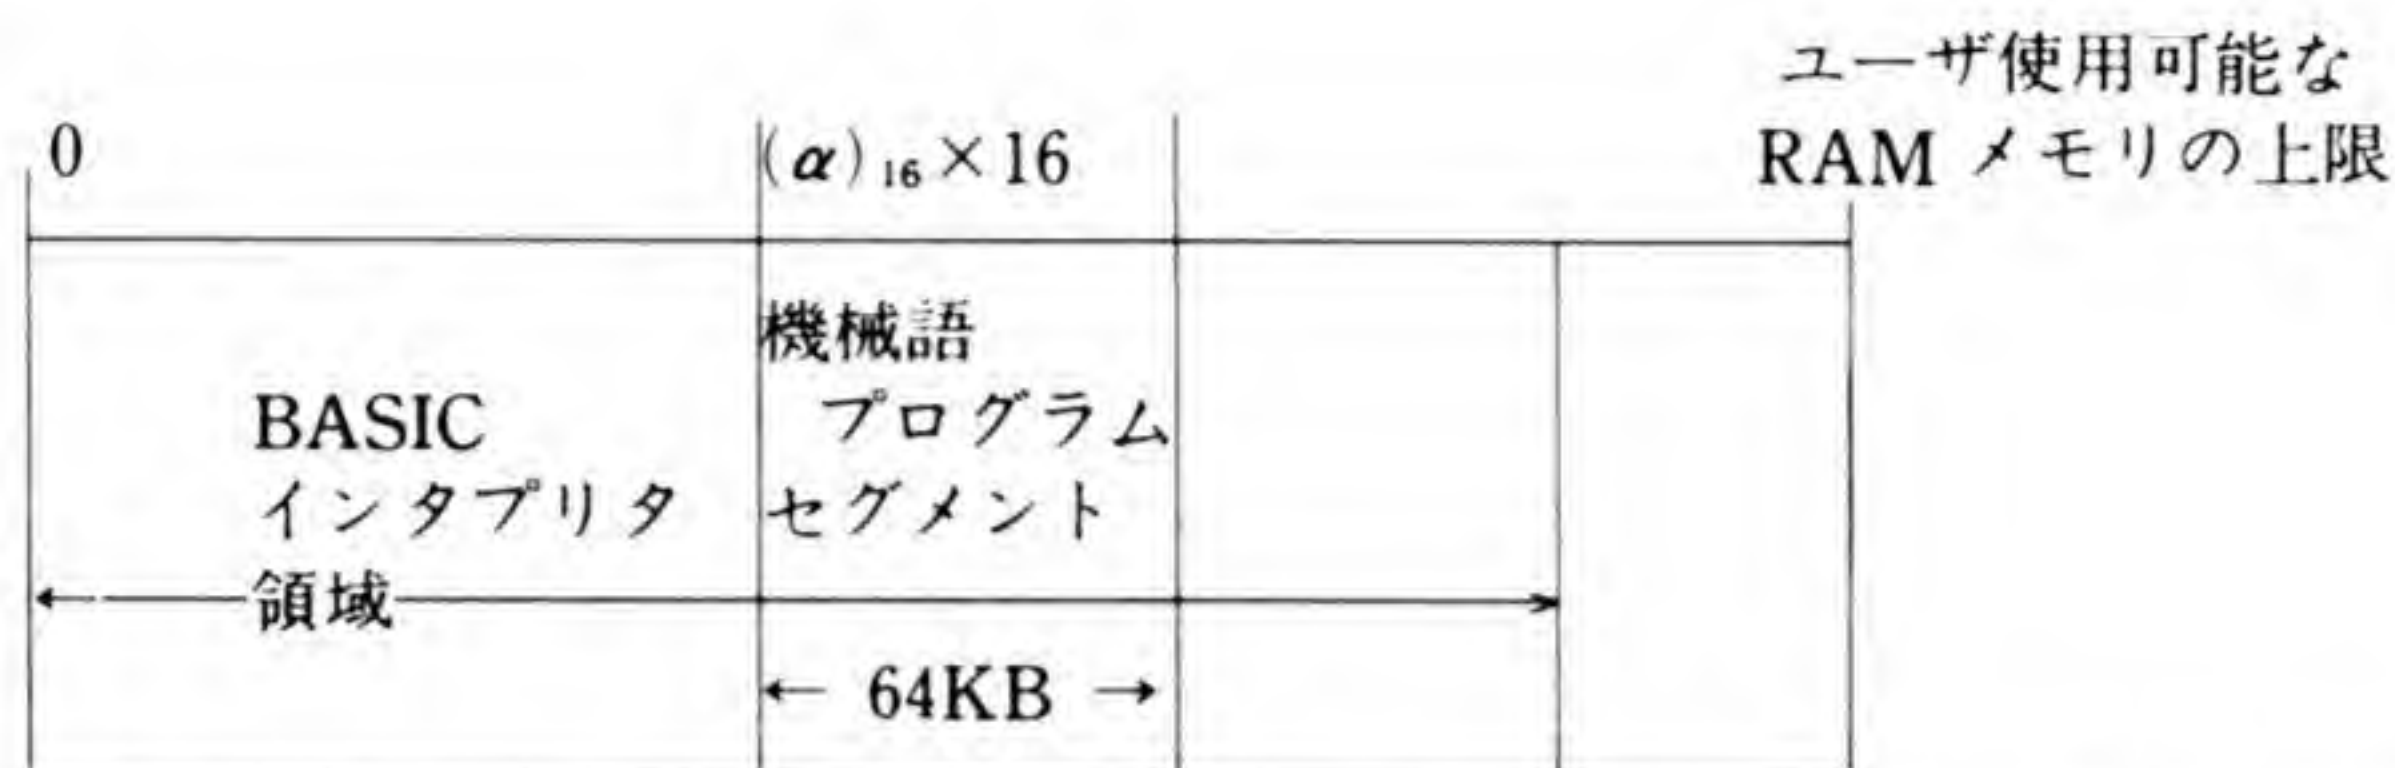 ユーザ使用可能な
RAM メモリの上限
0
(α)₁₆×16
機械語
プログラム
セグメント
BASIC
インタプリタ
領域
← 64KB →